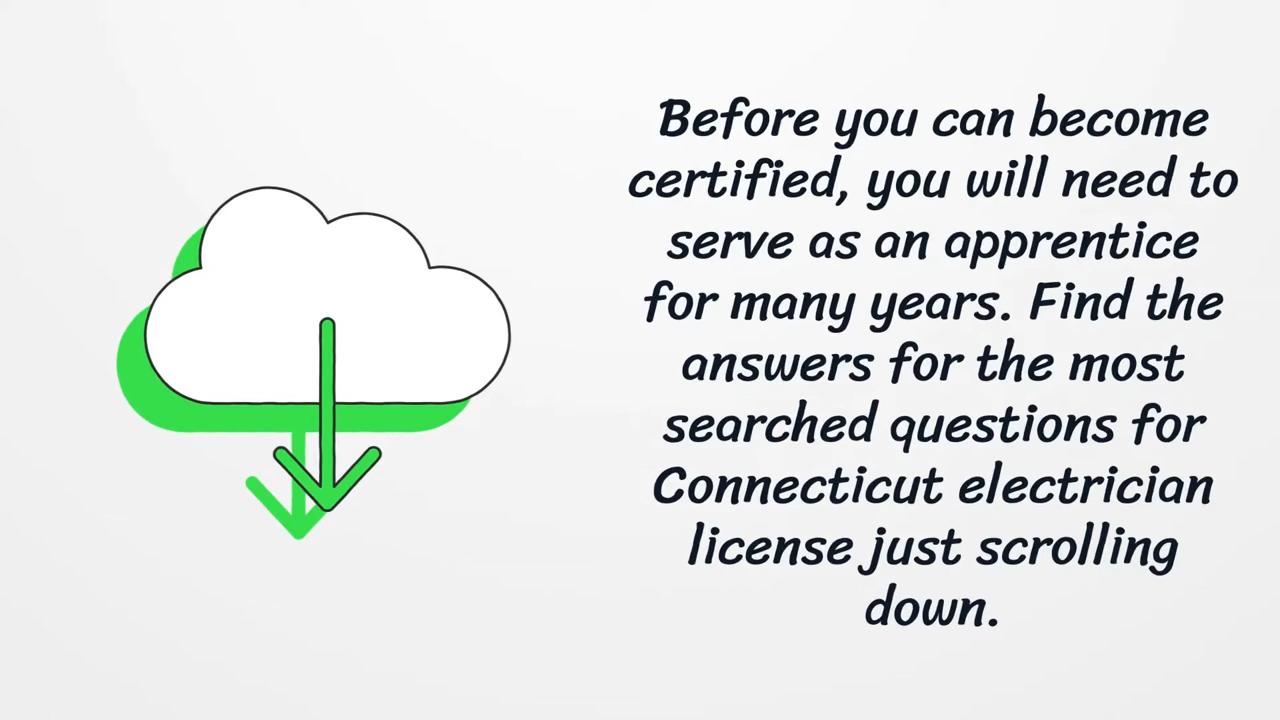 Before you can become
certified, you will need to
serve as an apprentice
for many years. Find the
answers for the most
searched questions for
Connecticut electrician
license just scrolling
down.